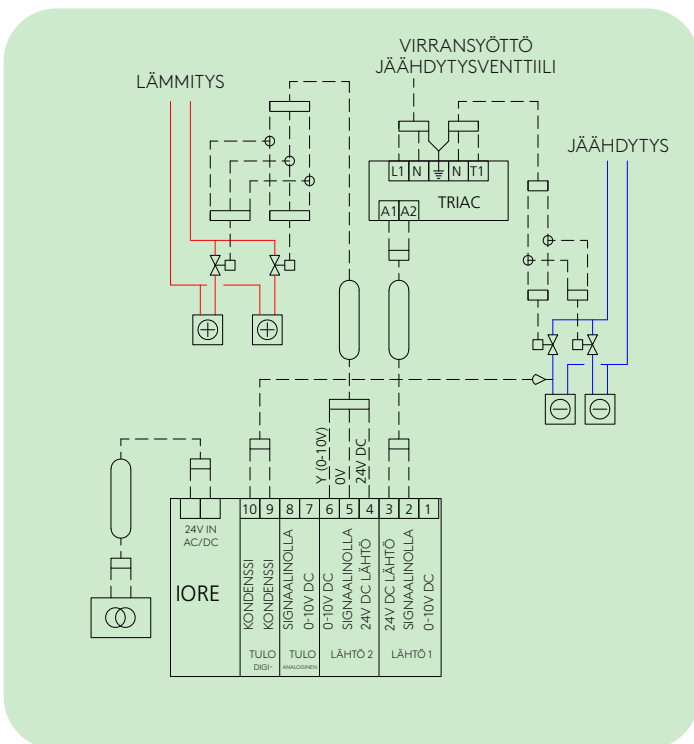 VIRRANSYÖTTÖ
JÄÄHDYTYSVENTTIILI
LÄMMITYS
JÄÄHDYTYS
L1 N N T1
TRIAC
A1 A2
Y (0-10V)
0V
24V DC
10 9 8 7 6 5 4 3 2 1
24V IN
AC/DC
IORE
KONDENSSI
KONDENSSI
SIGNAALINOLLA
0-10V DC
0-10V DC
SIGNAALINOLLA
24V DC LÄHTÖ
24V DC LÄHTÖ
SIGNAALINOLLA
0-10V DC
TULO
DIGI-
TULO
ANALOGINEN
LÄHTÖ 2
LÄHTÖ 1